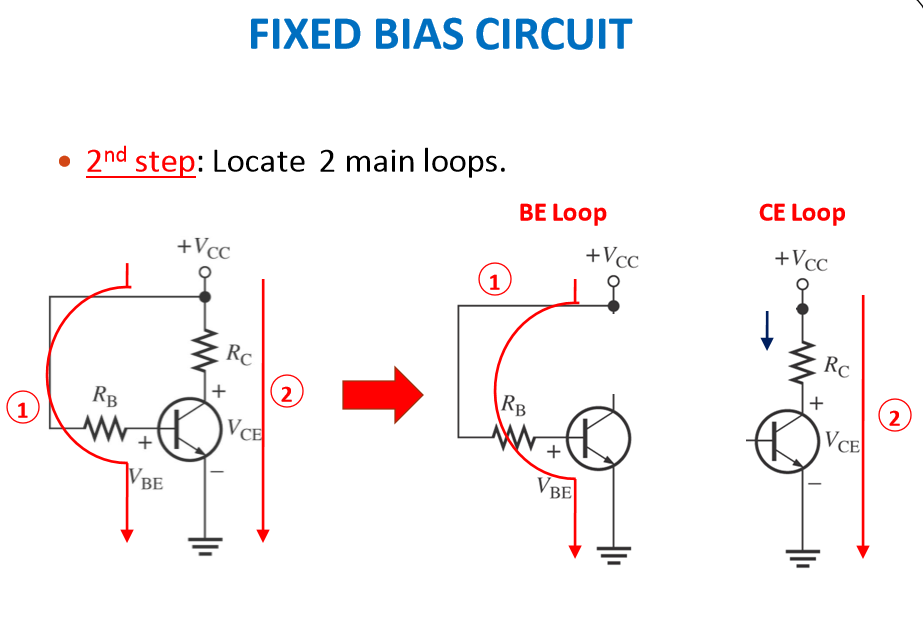 FIXED BIAS CIRCUIT
• 2nd step: Locate 2 main loops.
BE Loop
CE Loop
+VCC
1
RB
+
VBE
RC
+
VCE
−
2
+VCC
1
RB
+
VBE
+VCC
RC
+
VCE
−
2